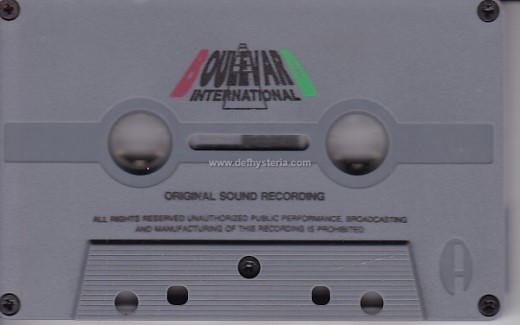 BOULEVARD
INTERNATIONAL
www.defhysteria.com
ORIGINAL SOUND RECORDING
ALL RIGHTS RESERVED UNAUTHORIZED PUBLIC PERFORMANCE, BROADCASTING
AND MANUFACTURING OF THIS RECORDING IS PROHIBITED
A